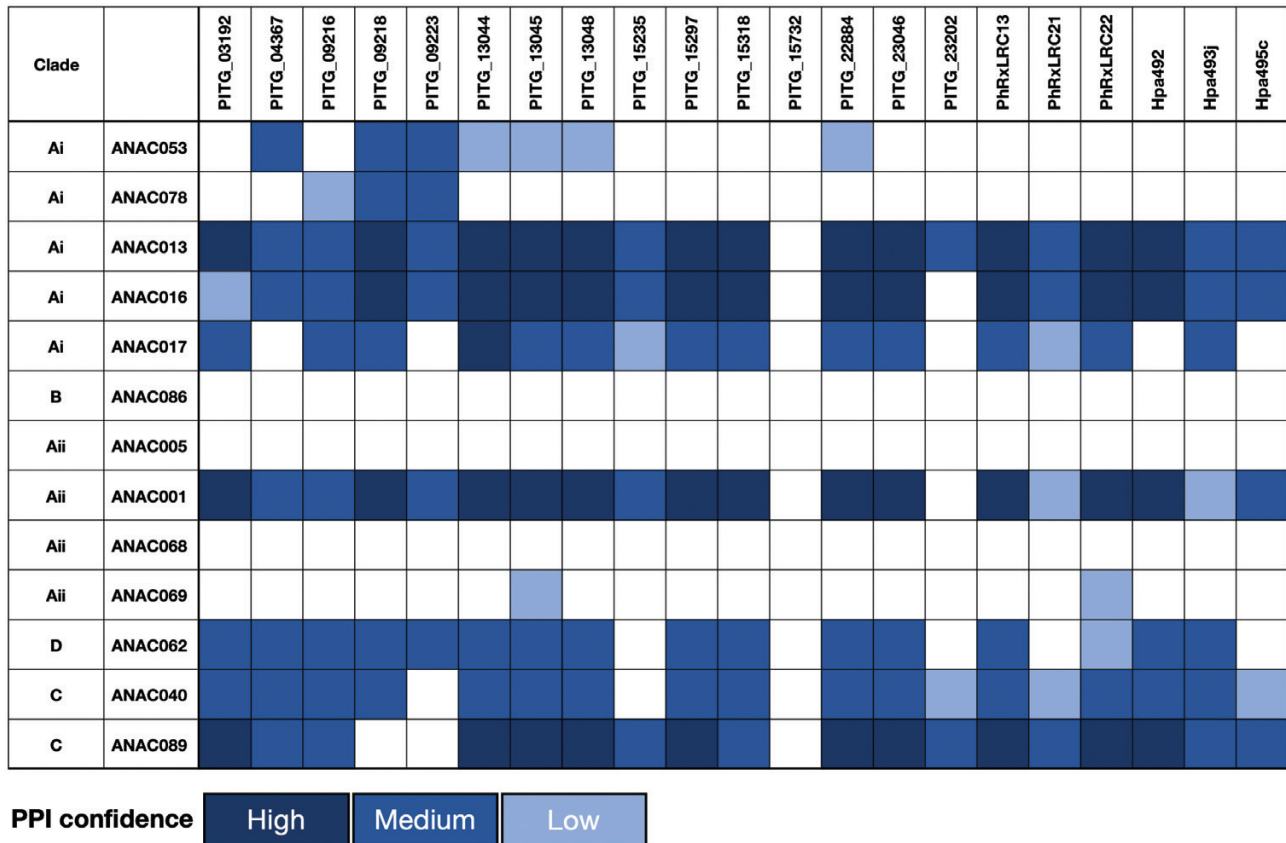 Clade PITG_03192 PITG_04367 PITG_09216 PITG_09218 PITG_09223 PITG_13044 PITG_13045 PITG_13048 PITG_15235 PITG_15297 PITG_15318 PITG_15732 PITG_22884 PITG_23046 PITG_23202 PhRxLRC13 PhRxLRC21 PhRxLRC22 Hpa492 Hpa493j Hpa495c
Ai ANAC053
Ai ANAC078
Ai ANAC013
Ai ANAC016
Ai ANAC017
B ANAC086
Aii ANAC005
Aii ANAC001
Aii ANAC068
Aii ANAC069
D ANAC062
C ANAC040
C ANAC089
PPI confidence High Medium Low